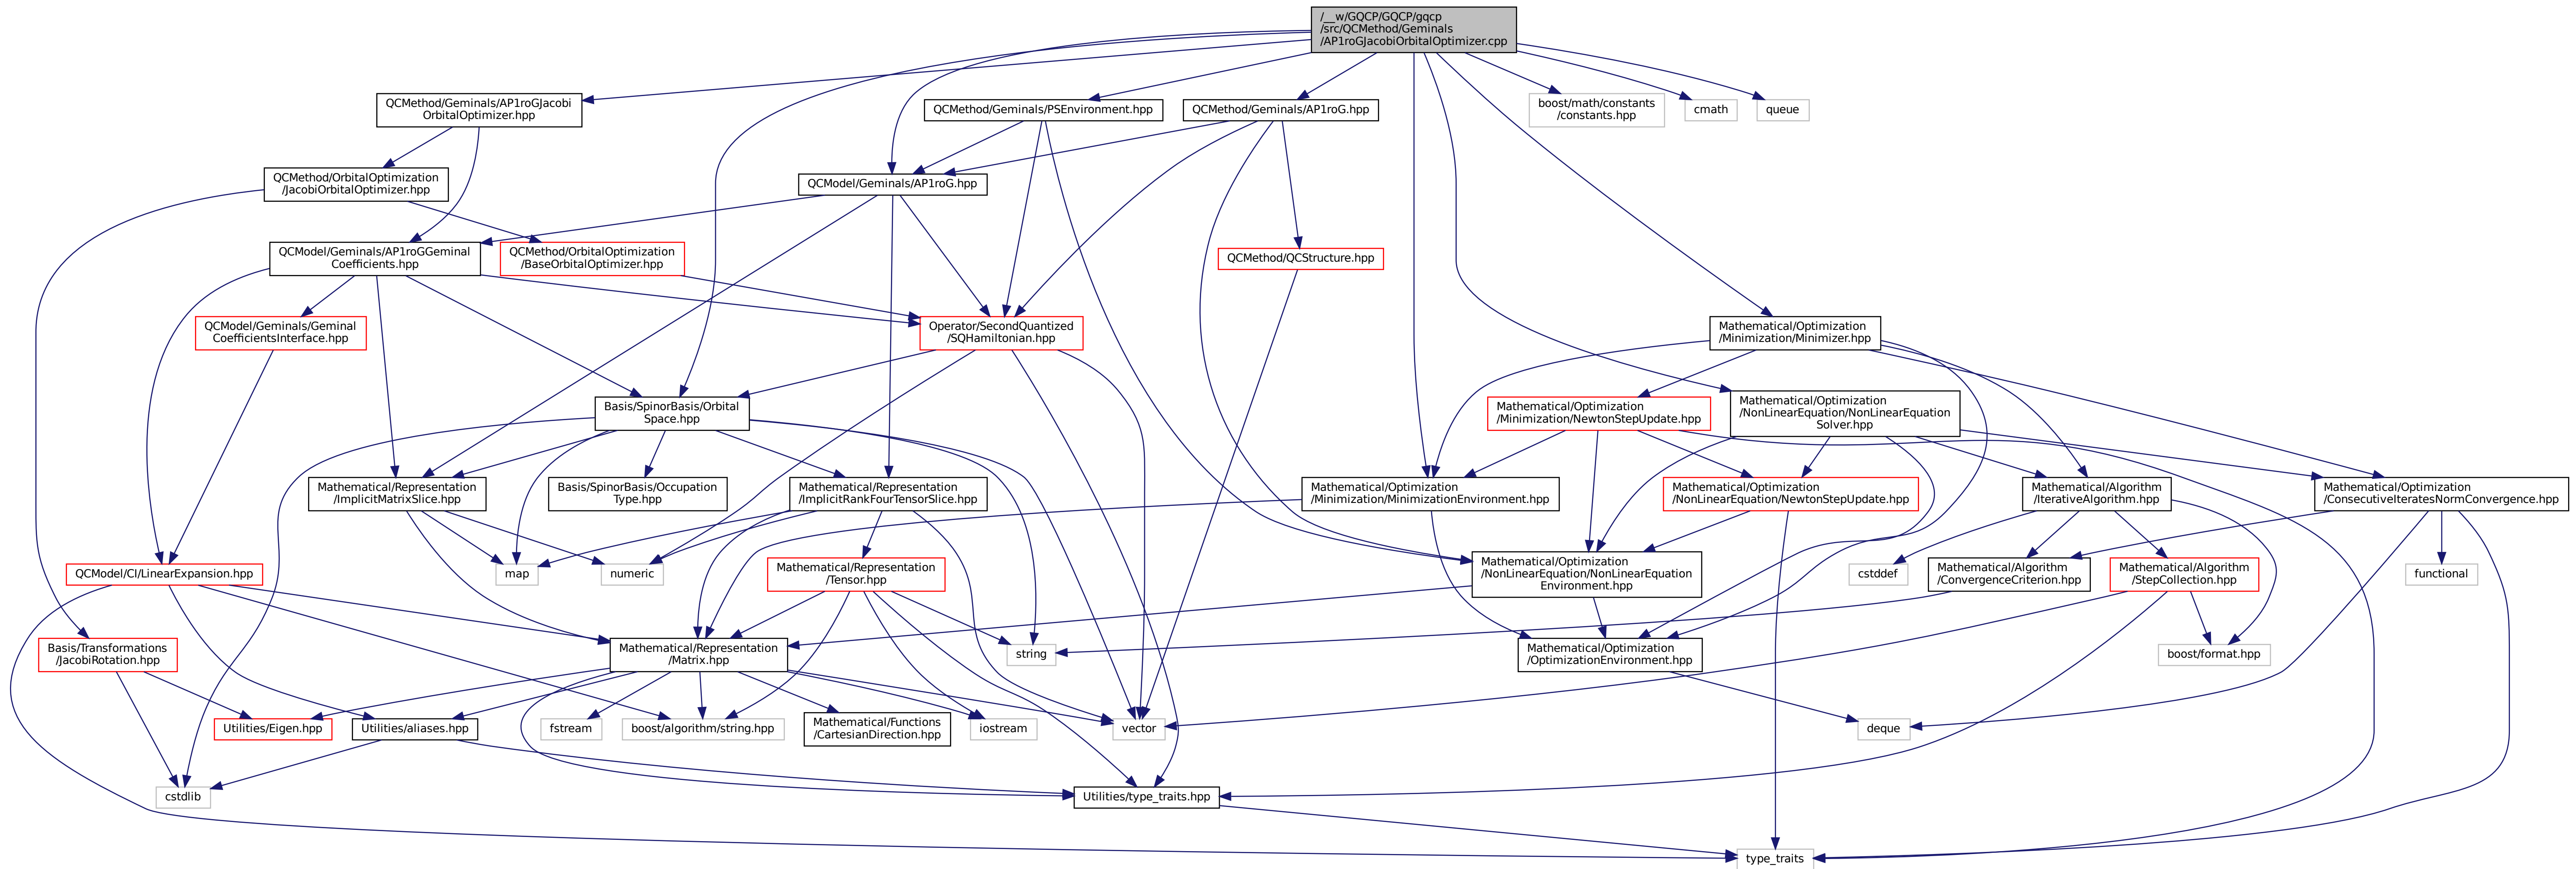 /__w/GQCP/GQCP/gqcp
/src/QCMethod/Geminals
/AP1roGJacobiOrbitalOptimizer.cpp
QCMethod/Geminals/AP1roGJacobi
OrbitalOptimizer.hpp
QCMethod/Geminals/PSEnvironment.hpp
QCMethod/Geminals/AP1roG.hpp
boost/math/constants
/constants.hpp
cmath
queue
QCMethod/OrbitalOptimization
/JacobiOrbitalOptimizer.hpp
QCModel/Geminals/AP1roG.hpp
QCModel/Geminals/AP1roGGeminal
Coefficients.hpp
QCMethod/OrbitalOptimization
/BaseOrbitalOptimizer.hpp
QCMethod/QCStructure.hpp
QCModel/Geminals/Geminal
CoefficientsInterface.hpp
Operator/SecondQuantized
/SQHamiltonian.hpp
Mathematical/Optimization
/Minimization/Minimizer.hpp
Basis/SpinorBasis/Orbital
Space.hpp
Mathematical/Optimization
/Minimization/NewtonStepUpdate.hpp
Mathematical/Optimization
/NonLinearEquation/NonLinearEquation
Solver.hpp
Mathematical/Representation
/ImplicitMatrixSlice.hpp
Basis/SpinorBasis/Occupation
Type.hpp
Mathematical/Representation
/ImplicitRankFourTensorSlice.hpp
Mathematical/Optimization
/Minimization/MinimizationEnvironment.hpp
Mathematical/Optimization
/NonLinearEquation/NewtonStepUpdate.hpp
Mathematical/Algorithm
/IterativeAlgorithm.hpp
Mathematical/Optimization
/ConsecutiveIteratesNormConvergence.hpp
QCModel/CI/LinearExpansion.hpp
map
numeric
Mathematical/Representation
/Tensor.hpp
Mathematical/Optimization
/NonLinearEquation/NonLinearEquation
Environment.hpp
cstddef
Mathematical/Algorithm
/ConvergenceCriterion.hpp
Mathematical/Algorithm
/StepCollection.hpp
functional
Basis/Transformations
/JacobiRotation.hpp
Mathematical/Representation
/Matrix.hpp
string
Mathematical/Optimization
/OptimizationEnvironment.hpp
boost/format.hpp
Utilities/Eigen.hpp
Utilities/aliases.hpp
fstream
boost/algorithm/string.hpp
Mathematical/Functions
/CartesianDirection.hpp
iostream
vector
deque
cstdlib
Utilities/type_traits.hpp
type_traits